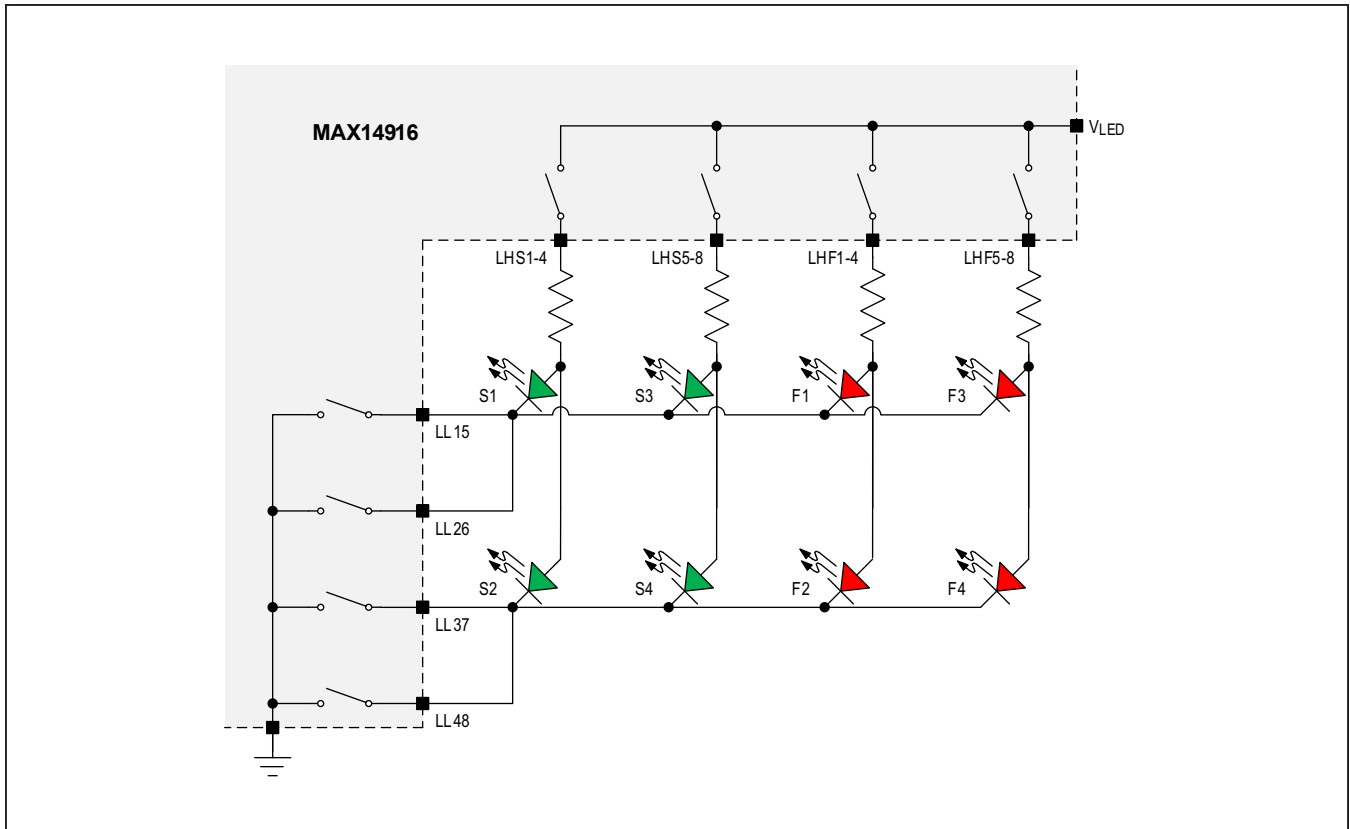 MAX14916
VLED
LHS1-4
LHS5-8
LHF1-4
LHF5-8
S1
S3
F1
F3
LL15
LL26
S2
S4
F2
F4
LL37
LL48